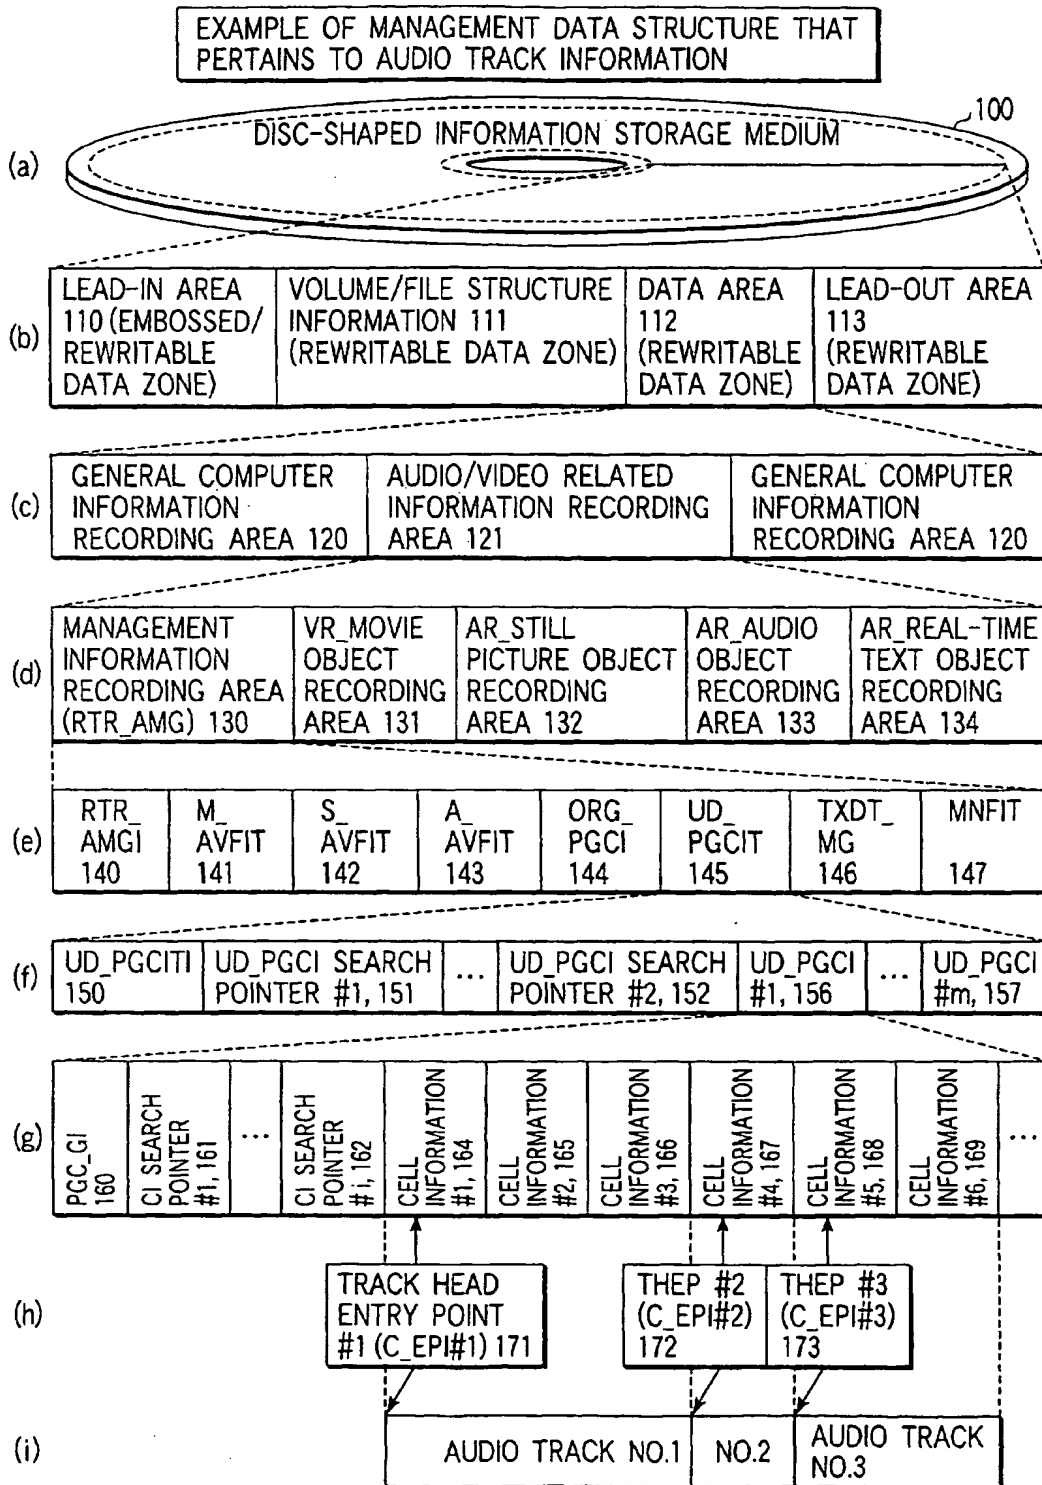 EXAMPLE OF MANAGEMENT DATA STRUCTURE THAT
PERTAINS TO AUDIO TRACK INFORMATION
100
DISC-SHAPED INFORMATION STORAGE MEDIUM
(a)
(b)
LEAD-IN AREA
110 (EMBOSSED/
REWRITABLE
DATA ZONE)
VOLUME/FILE STRUCTURE
INFORMATION 111
(REWRITABLE DATA ZONE)
DATA AREA
112
(REWRITABLE
DATA ZONE)
LEAD-OUT AREA
113
(REWRITABLE
DATA ZONE)
(c)
GENERAL COMPUTER
INFORMATION
RECORDING AREA 120
AUDIO/VIDEO RELATED
INFORMATION RECORDING
AREA 121
GENERAL COMPUTER
INFORMATION
RECORDING AREA 120
(d)
MANAGEMENT
INFORMATION
RECORDING AREA
(RTR_AMG) 130
VR_MOVIE
OBJECT
RECORDING
AREA 131
AR_STILL
PICTURE OBJECT
RECORDING
AREA 132
AR_AUDIO
OBJECT
RECORDING
AREA 133
AR_REAL-TIME
TEXT OBJECT
RECORDING
AREA 134
(e)
RTR_
AMGI
140
M_
AVFIT
141
S_
AVFIT
142
A_
AVFIT
143
ORG_
PGCI
144
UD_
PGCIT
145
TXDT_
MG
146
MNFIT
147
(f)
UD_PGCITI
150
UD_PGCI SEARCH
POINTER #1, 151
...
UD_PGCI SEARCH
POINTER #2, 152
UD_PGCI
#1, 156
...
UD_PGCI
#m, 157
(g)
PGC_GI
160
CI SEARCH
POINTER
#1, 161
...
CI SEARCH
POINTER
#i, 162
CELL
INFORMATION
#1, 164
CELL
INFORMATION
#2, 165
CELL
INFORMATION
#3, 166
CELL
INFORMATION
#4, 167
CELL
INFORMATION
#5, 168
CELL
INFORMATION
#6, 169
...
(h)
TRACK HEAD
ENTRY POINT
#1 (C_EPI#1) 171
THEP #2
(C_EPI#2)
172
THEP #3
(C_EPI#3)
173
(i)
AUDIO TRACK NO.1
NO.2
AUDIO TRACK
NO.3